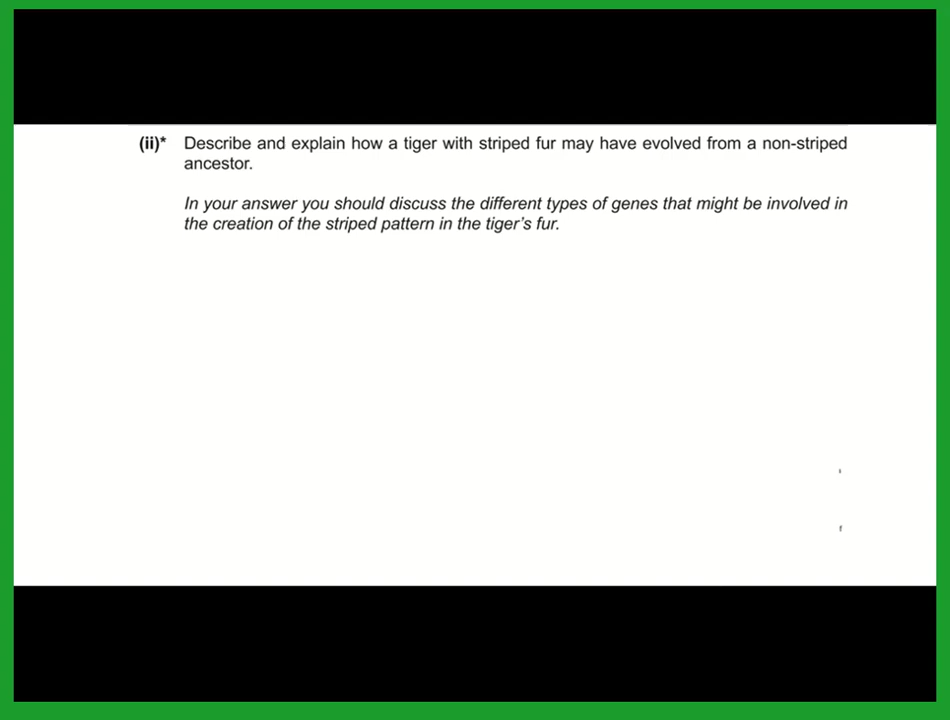 (ii)* Describe and explain how a tiger with striped fur may have evolved from a non-striped
ancestor.
In your answer you should discuss the different types of genes that might be involved in
the creation of the striped pattern in the tiger's fur.